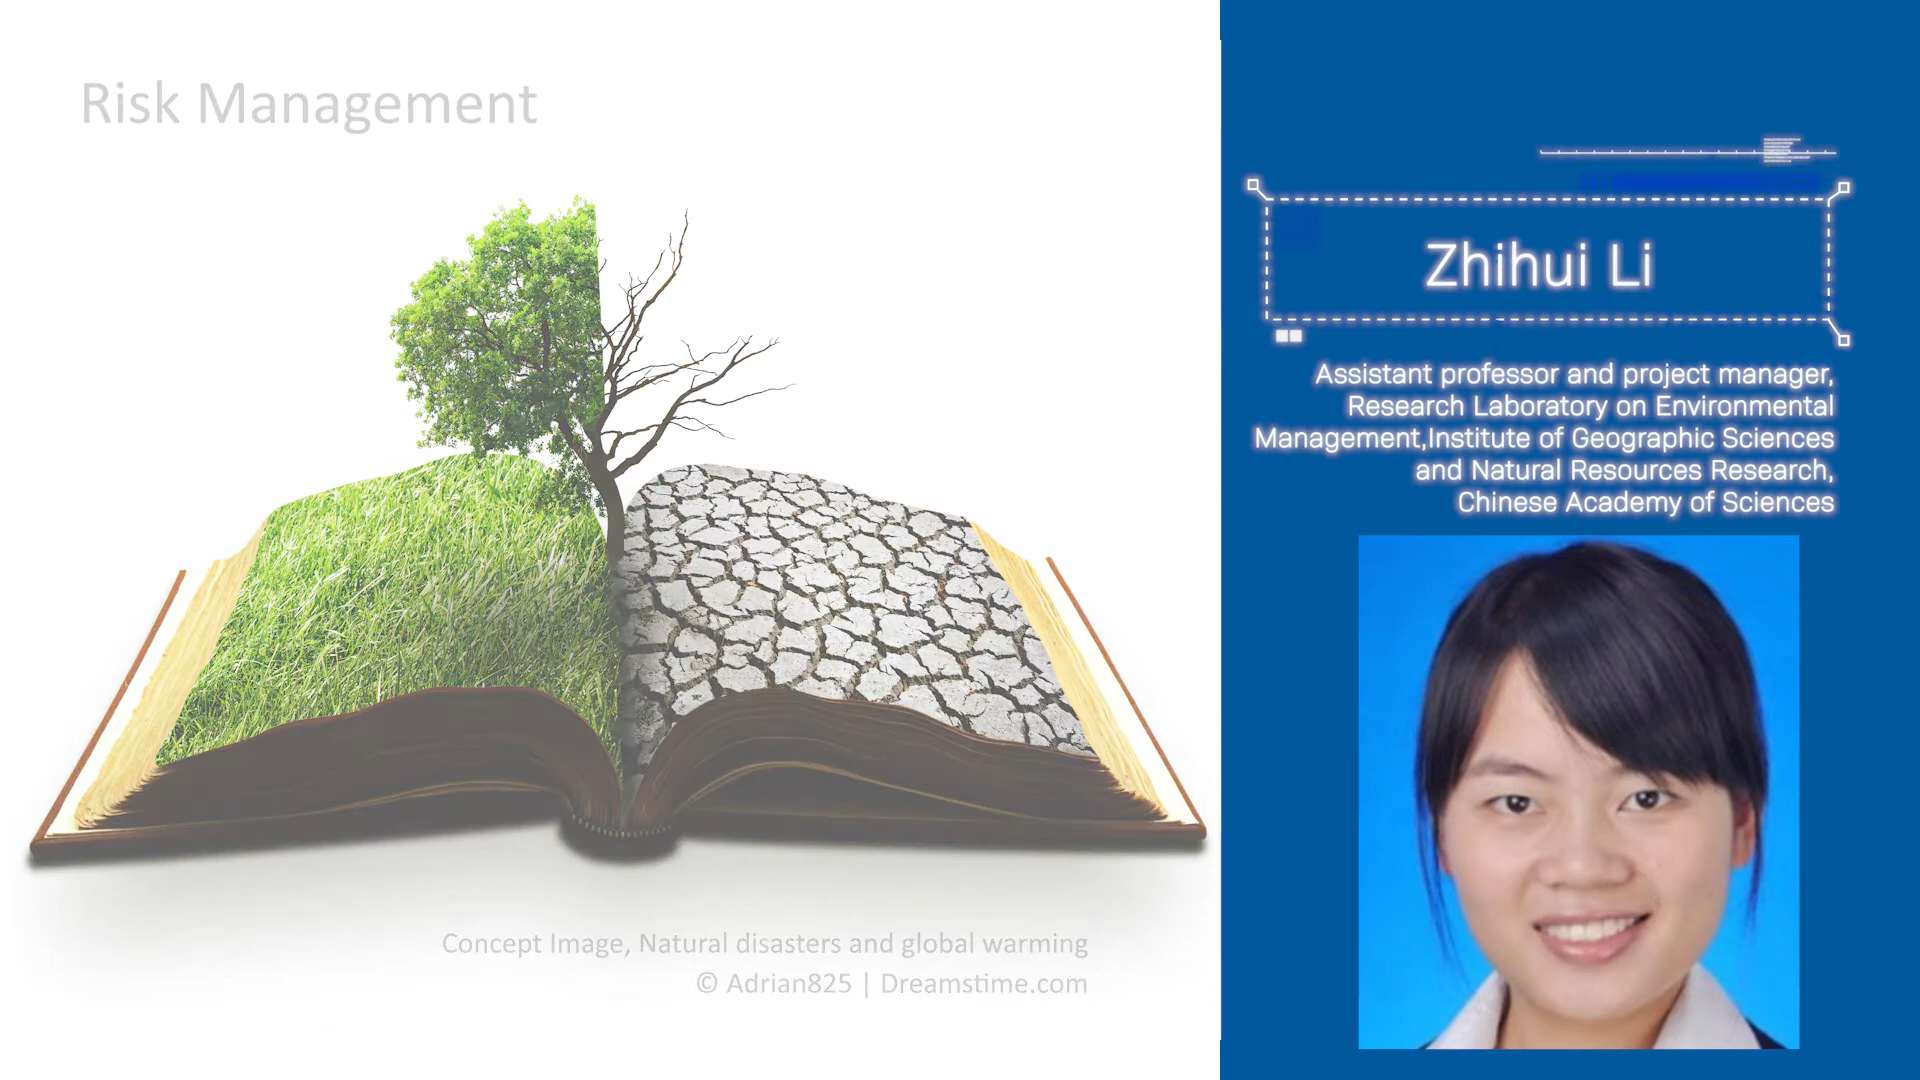 Risk Management
Concept Image, Natural disasters and global warming
© Adrian825 | Dreamstime.com
Zhihui Li
Assistant professor and project manager,
Research Laboratory on Environmental
Management,Institute of Geographic Sciences
and Natural Resources Research,
Chinese Academy of Sciences